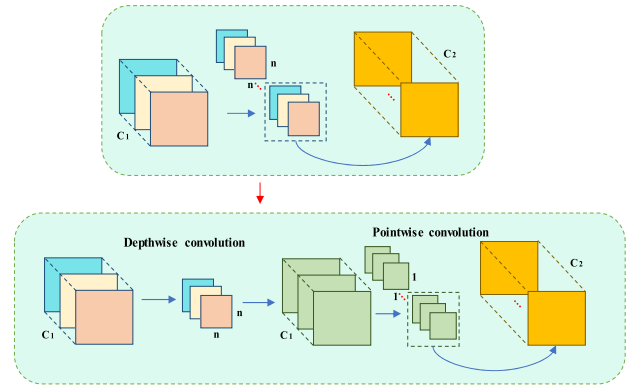 C2
n
n
C1
Depthwise convolution
Pointwise convolution
C2
1
1
n
n
C1
C1